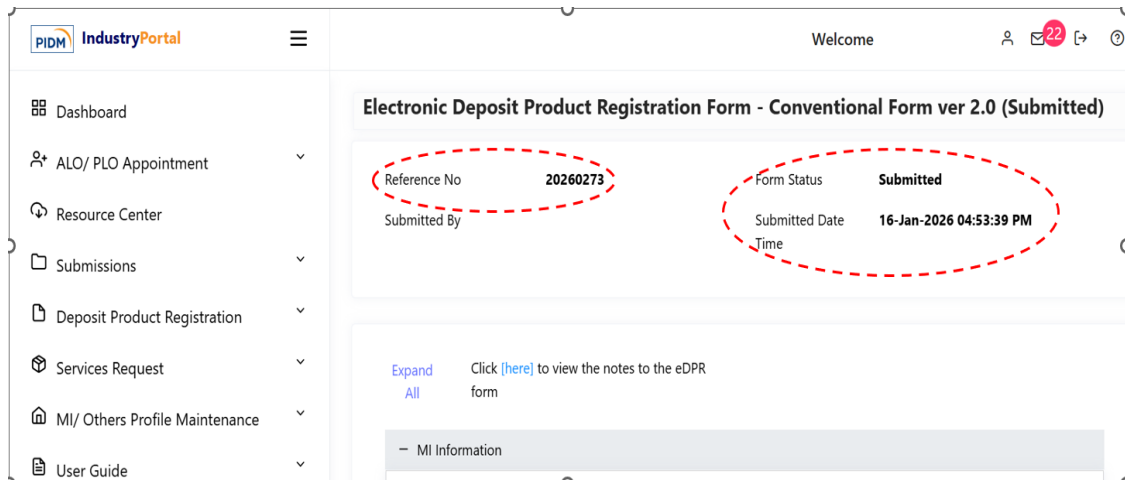 PIDM IndustryPortal
Welcome
22
Dashboard
ALO/ PLO Appointment
Resource Center
Submissions
Deposit Product Registration
Services Request
MI/ Others Profile Maintenance
User Guide
Electronic Deposit Product Registration Form - Conventional Form ver 2.0 (Submitted)
Reference No 20260273
Form Status Submitted
Submitted By
Submitted Date 16-Jan-2026 04:53:39 PM
Time
Expand
All
Click [here] to view the notes to the eDPR
form
− MI Information